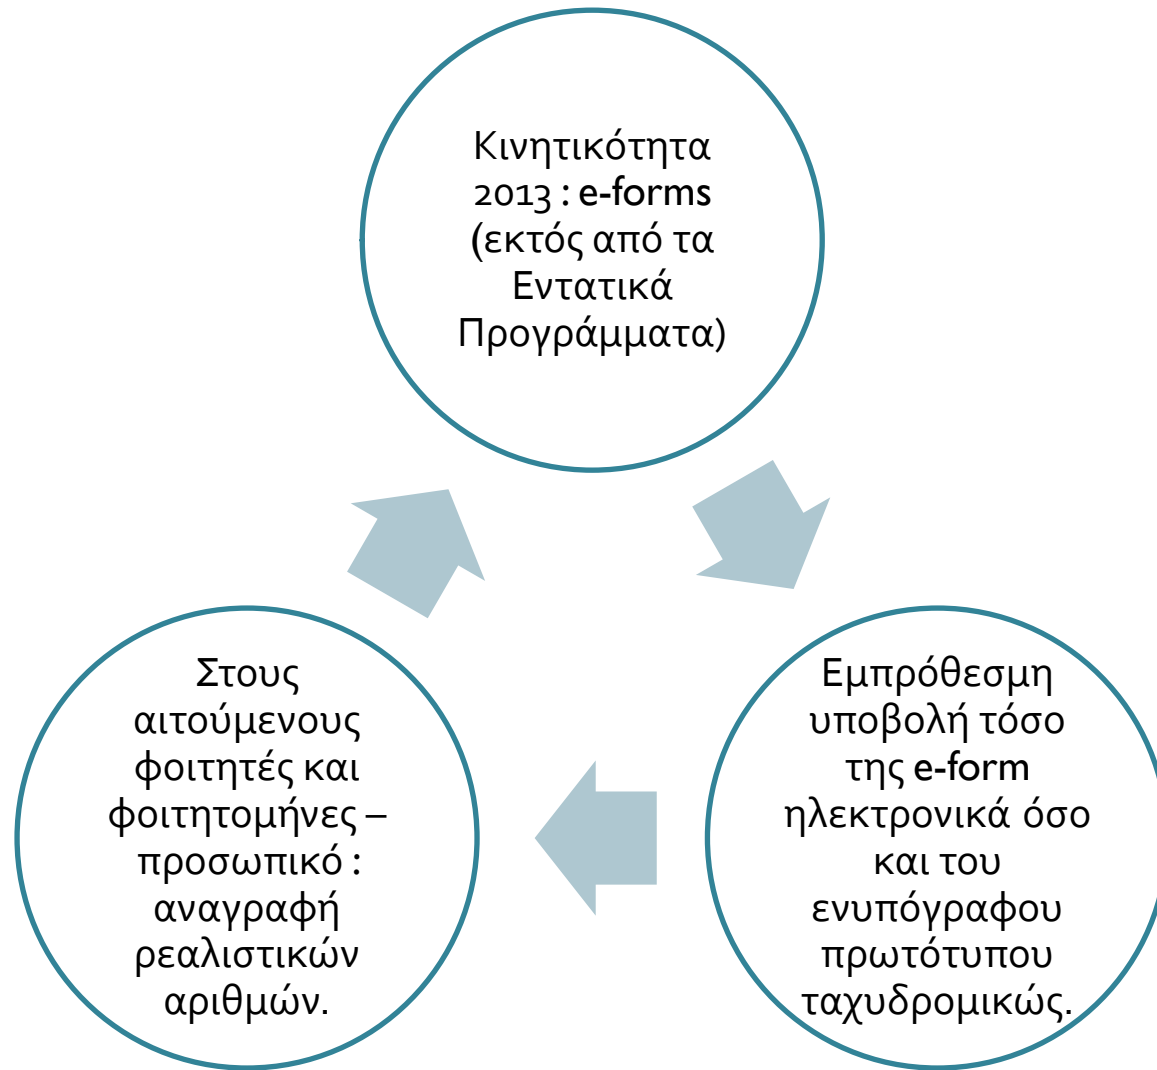 Κινητικότητα
2013 : e-forms
(εκτός από τα
Εντατικά
Προγράμματα)
Εμπρόθεσμη
υποβολή τόσο
της e-form
ηλεκτρονικά όσο
και του
ενυπόγραφου
πρωτότυπου
ταχυδρομικώς.
Στους
αιτούμενους
φοιτητές και
φοιτητομήνες –
προσωπικό :
αναγραφή
ρεαλιστικών
αριθμών.